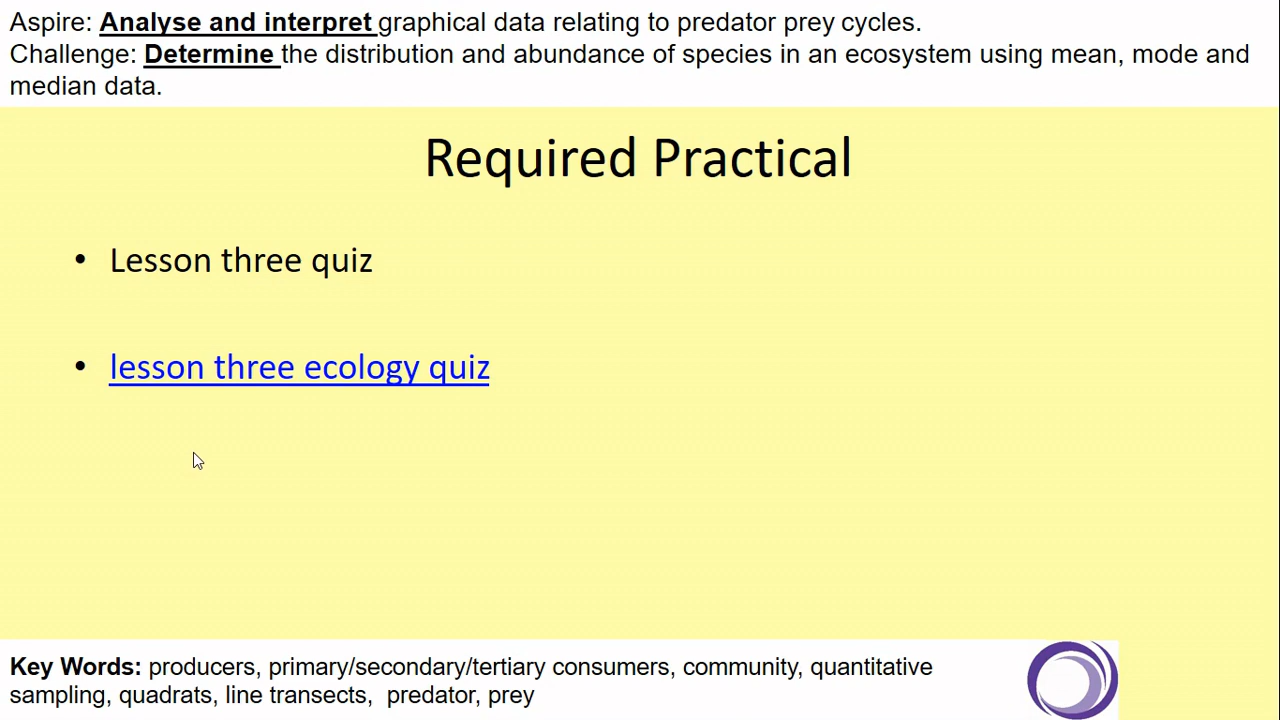 Aspire: Analyse and interpret graphical data relating to predator prey cycles.
Challenge: Determine the distribution and abundance of species in an ecosystem using mean, mode and
median data.
Required Practical
• Lesson three quiz
• lesson three ecology quiz
Key Words: producers, primary/secondary/tertiary consumers, community, quantitative
sampling, quadrats, line transects, predator, prey